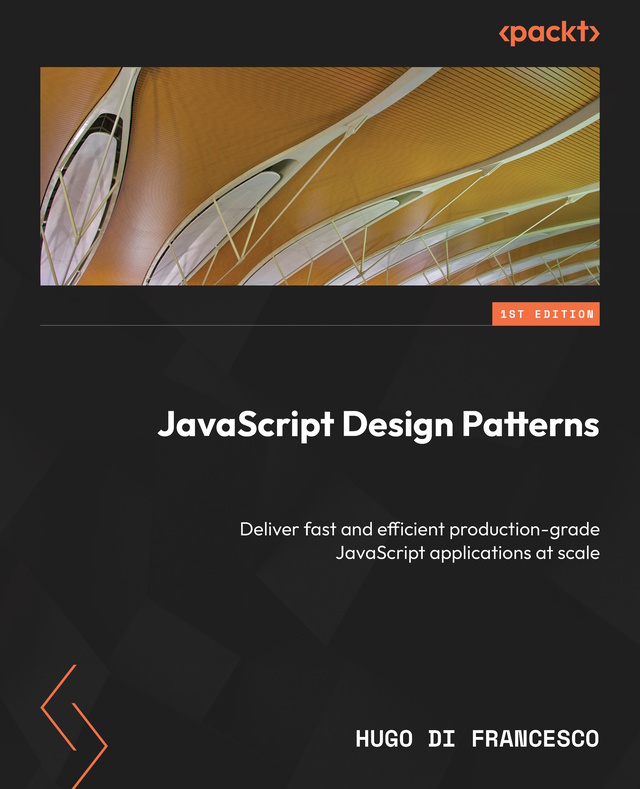 <packt>
1ST EDITION
JavaScript Design Patterns
Deliver fast and efficient production-grade
JavaScript applications at scale
HUGO DI FRANCESCO